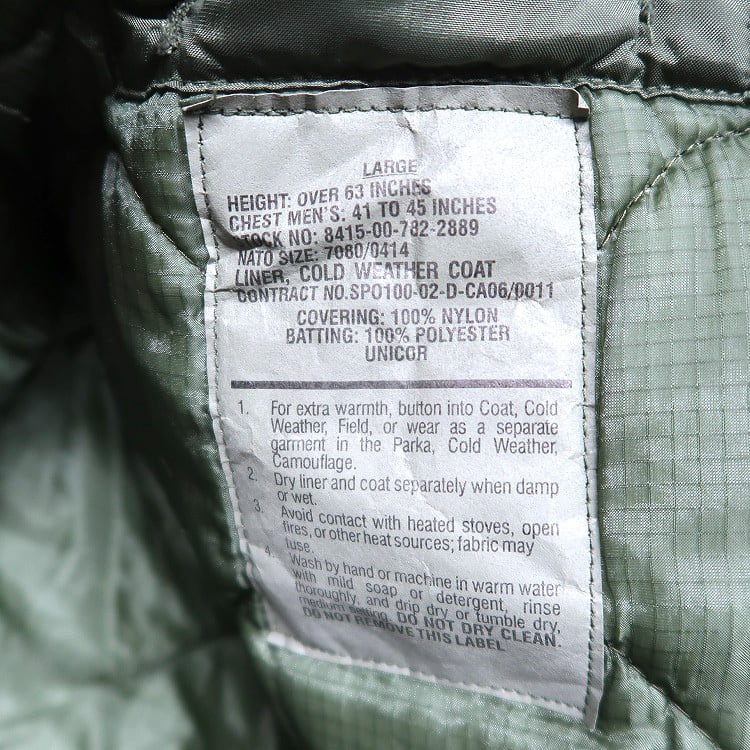 LARGE
HEIGHT: OVER 63 INCHES
CHEST MEN'S: 41 TO 45 INCHES
STOCK NO: 8415-00-782-2889
NATO SIZE: 7080/0414
LINER, COLD WEATHER COAT
CONTRACT NO.SPO100-02-D-CA06/0011
COVERING: 100% NYLON
BATTING: 100% POLYESTER
UNICOR
1. For extra warmth, button into Coat, Cold
Weather, Field, or wear as a separate
garment in the Parka, Cold Weather,
Camouflage.
2. Dry liner and coat separately when damp
or wet.
3. Avoid contact with heated stoves, open
fires, or other heat sources; fabric may
fuse.
4. Wash by hand or machine in warm water
with mild soap or detergent, rinse
thoroughly, and drip dry or tumble dry,
medium setting. DO NOT DRY CLEAN.
DO NOT REMOVE THIS LABEL